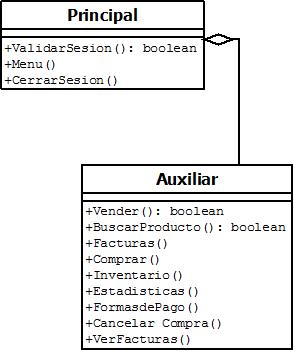 Principal
+ValidarSesion(): boolean
+Menu()
+CerrarSesion()
Auxiliar
+Vender(): boolean
+BuscarProducto(): boolean
+Facturas()
+Comprar()
+Inventario()
+Estadisticas()
+FormasdePago()
+Cancelar Compra()
+VerFacturas()